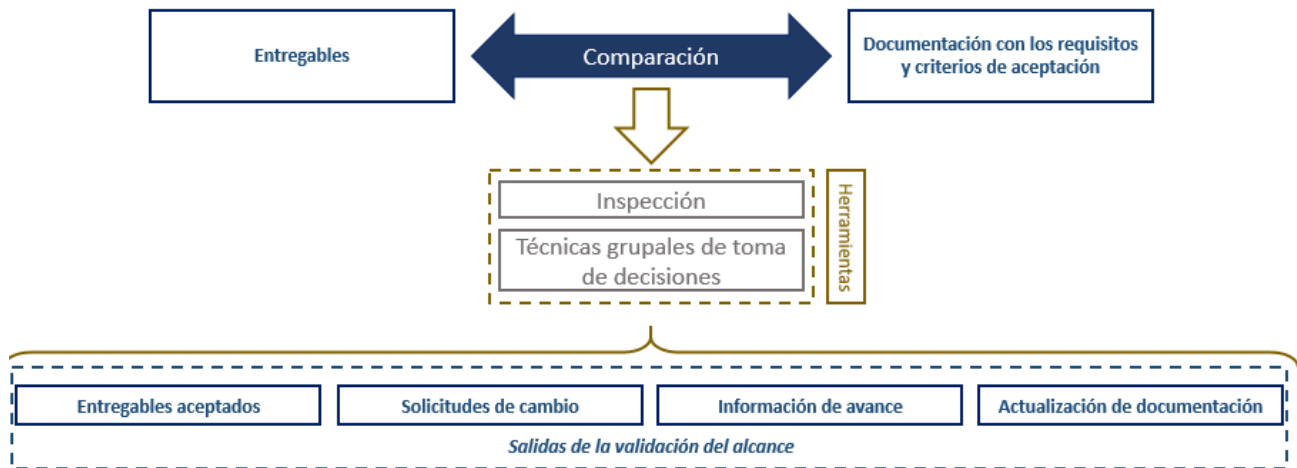 Entregables
Comparación
Documentación con los requisitos
y criterios de aceptación
Inspección
Técnicas grupales de toma
de decisiones
Herramientas
Entregables aceptados
Solicitudes de cambio
Información de avance
Actualización de documentación
Salidas de la validación del alcance